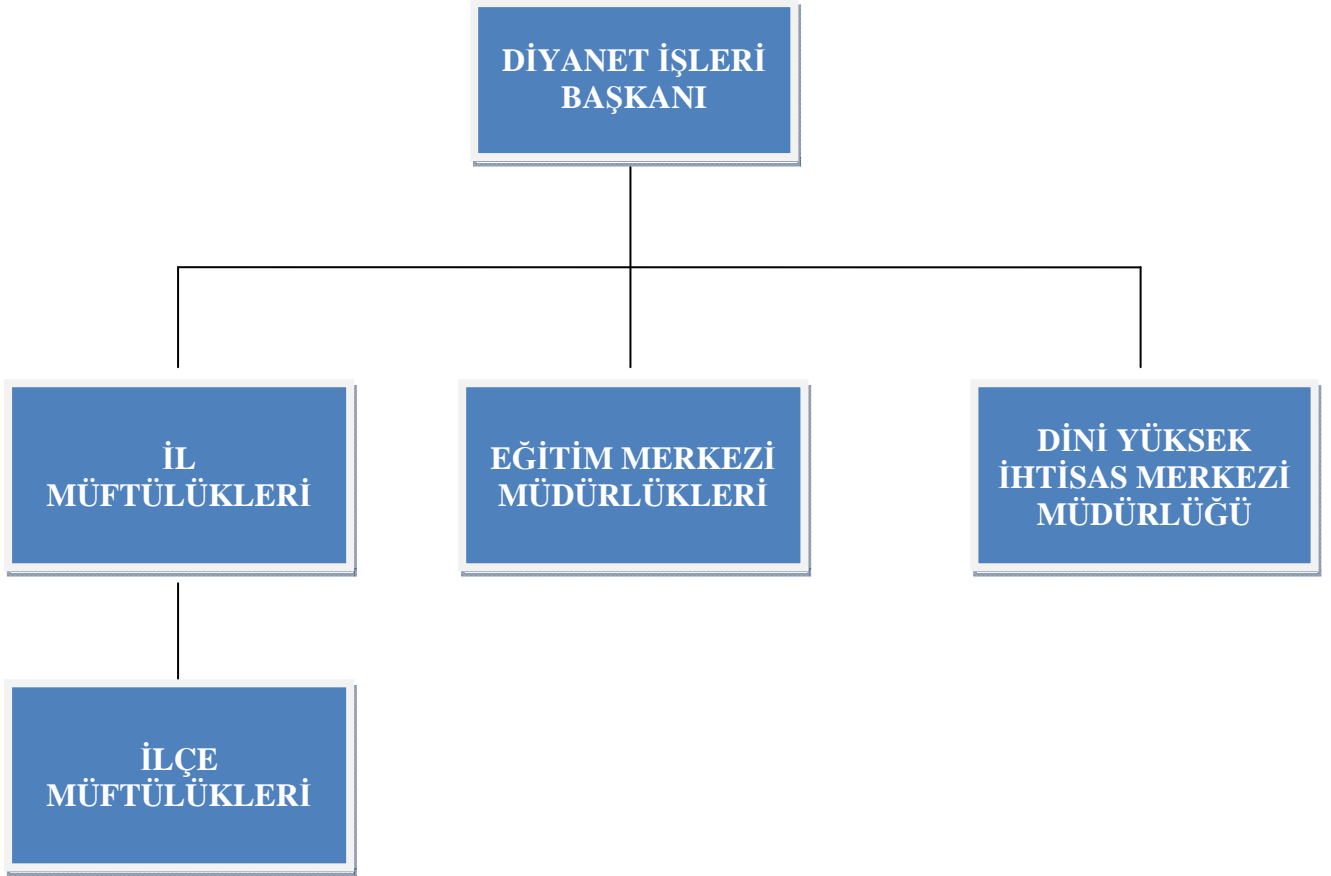 DİYANET İŞLERİ
BAŞKANI
İL
MÜFTÜLÜKLERİ
EĞİTİM MERKEZİ
MÜDÜRLÜKLERİ
DİNİ YÜKSEK
İHTİSAS MERKEZİ
MÜDÜRLÜĞÜ
İLÇE
MÜFTÜLÜKLERİ